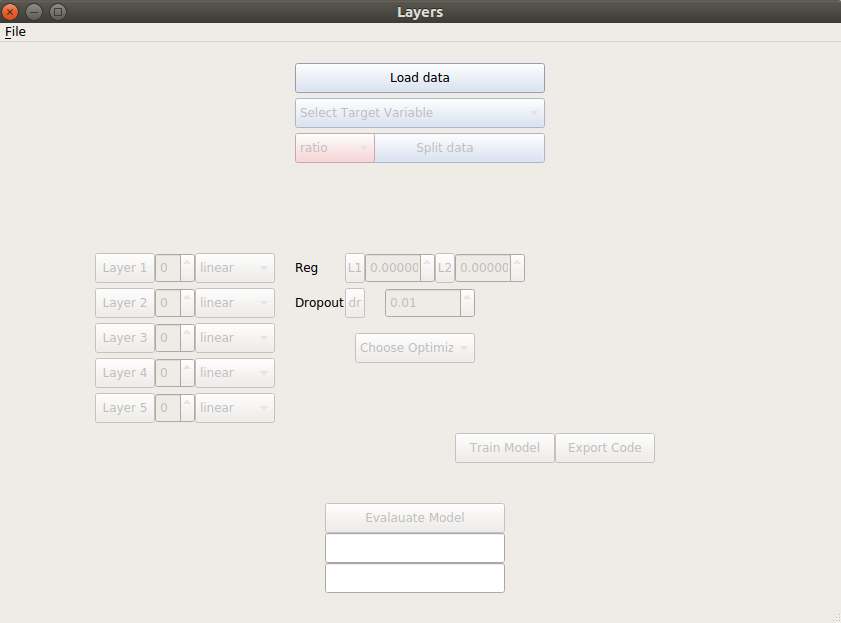 Layers
File
Load data
Select Target Variable
ratio Split data
Layer 1 0 linear Reg L1 0.00000 L2 0.00000
Layer 2 0 linear Dropout dr 0.01
Layer 3 0 linear
Choose Optimiz
Layer 4 0 linear
Layer 5 0 linear
Train Model Export Code
Evalauate Model